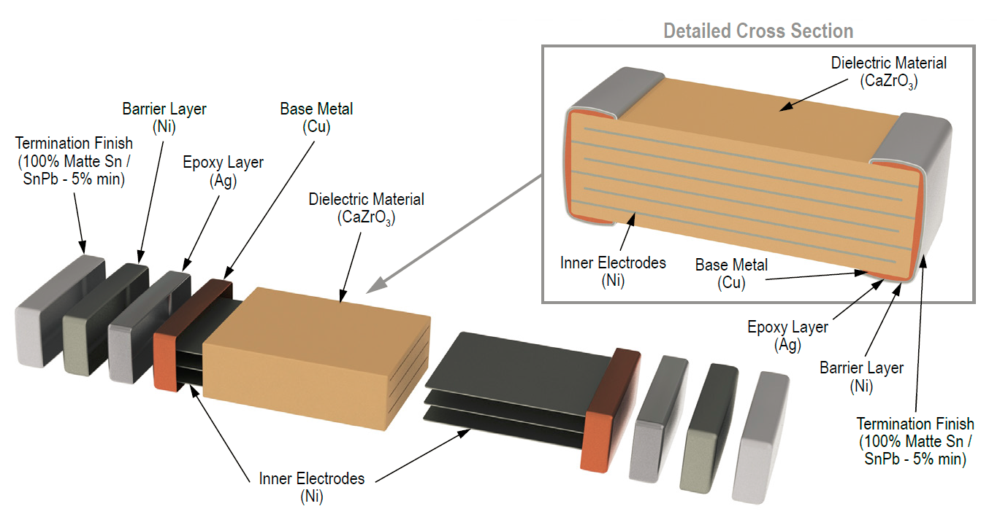 Detailed Cross Section
Dielectric Material
(CaZrO₃)
Barrier Layer
(Ni)
Base Metal
(Cu)
Termination Finish
(100% Matte Sn /
SnPb - 5% min)
Epoxy Layer
(Ag)
Dielectric Material
(CaZrO₃)
Inner Electrodes
(Ni)
Base Metal
(Cu)
Epoxy Layer
(Ag)
Barrier Layer
(Ni)
Termination Finish
(100% Matte Sn /
SnPb - 5% min)
Inner Electrodes
(Ni)